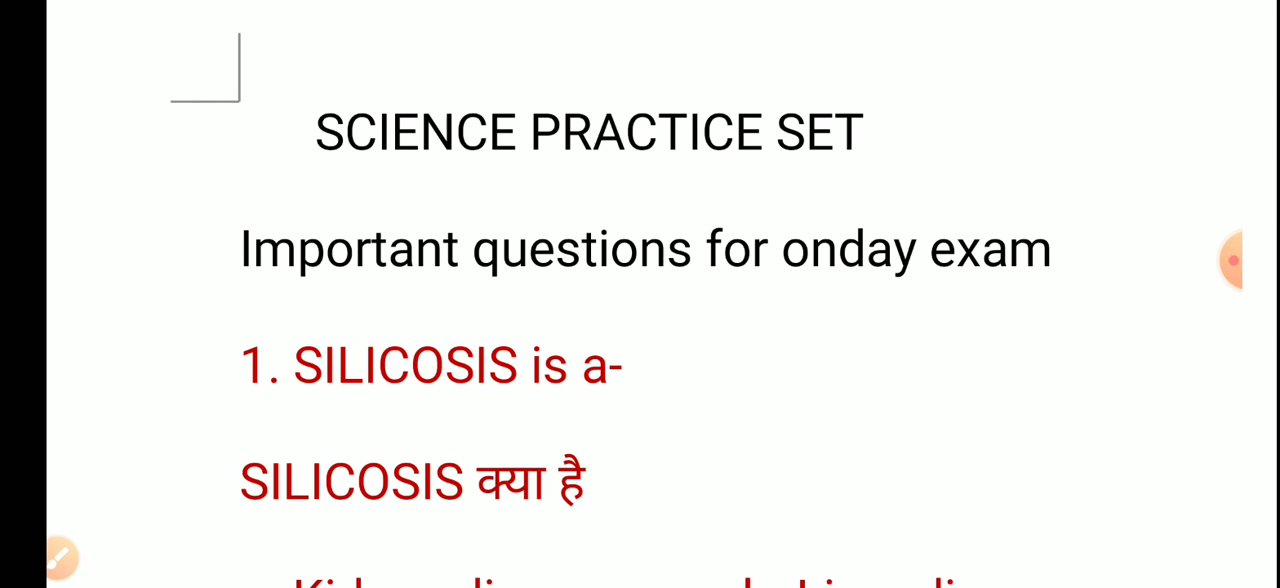 SCIENCE PRACTICE SET
Important questions for onday exam
1. SILICOSIS is a-
SILICOSIS क्या है